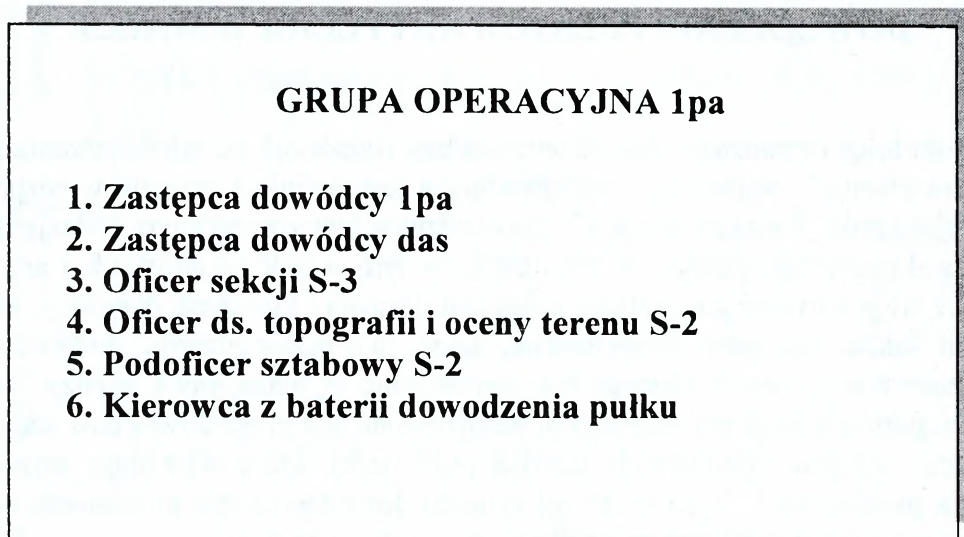 GRUPA OPERACYJNA 1pa
1. Zastępca dowódcy 1pa
2. Zastępca dowódcy das
3. Oficer sekcji S-3
4. Oficer ds. topografii i oceny terenu S-2
5. Podoficer sztabowy S-2
6. Kierowca z baterii dowodzenia pułku